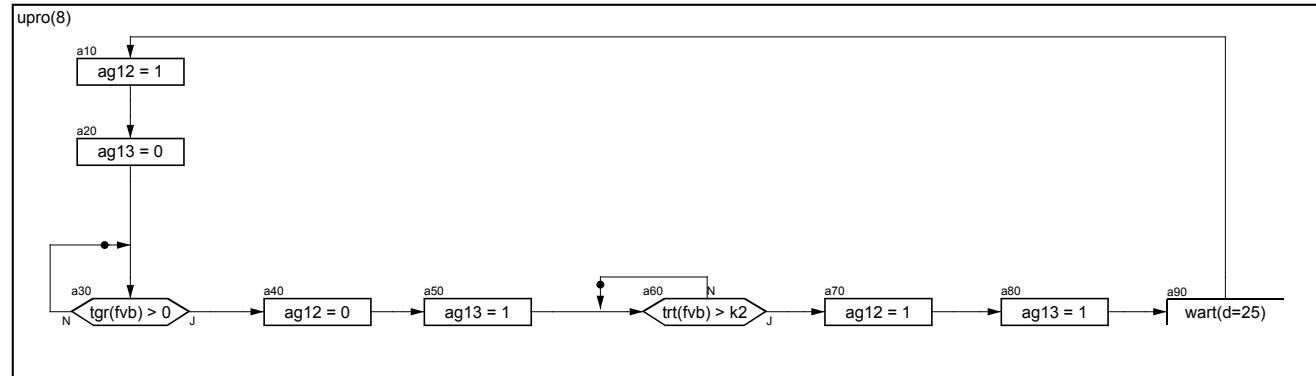 upro(8)
a10
ag12 = 1
a20
ag13 = 0
a30
tgr(fvb) > 0
N
J
a40
ag12 = 0
a50
ag13 = 1
a60
N
trt(fvb) > k2
J
a70
ag12 = 1
a80
ag13 = 1
a90
wart(d=25)